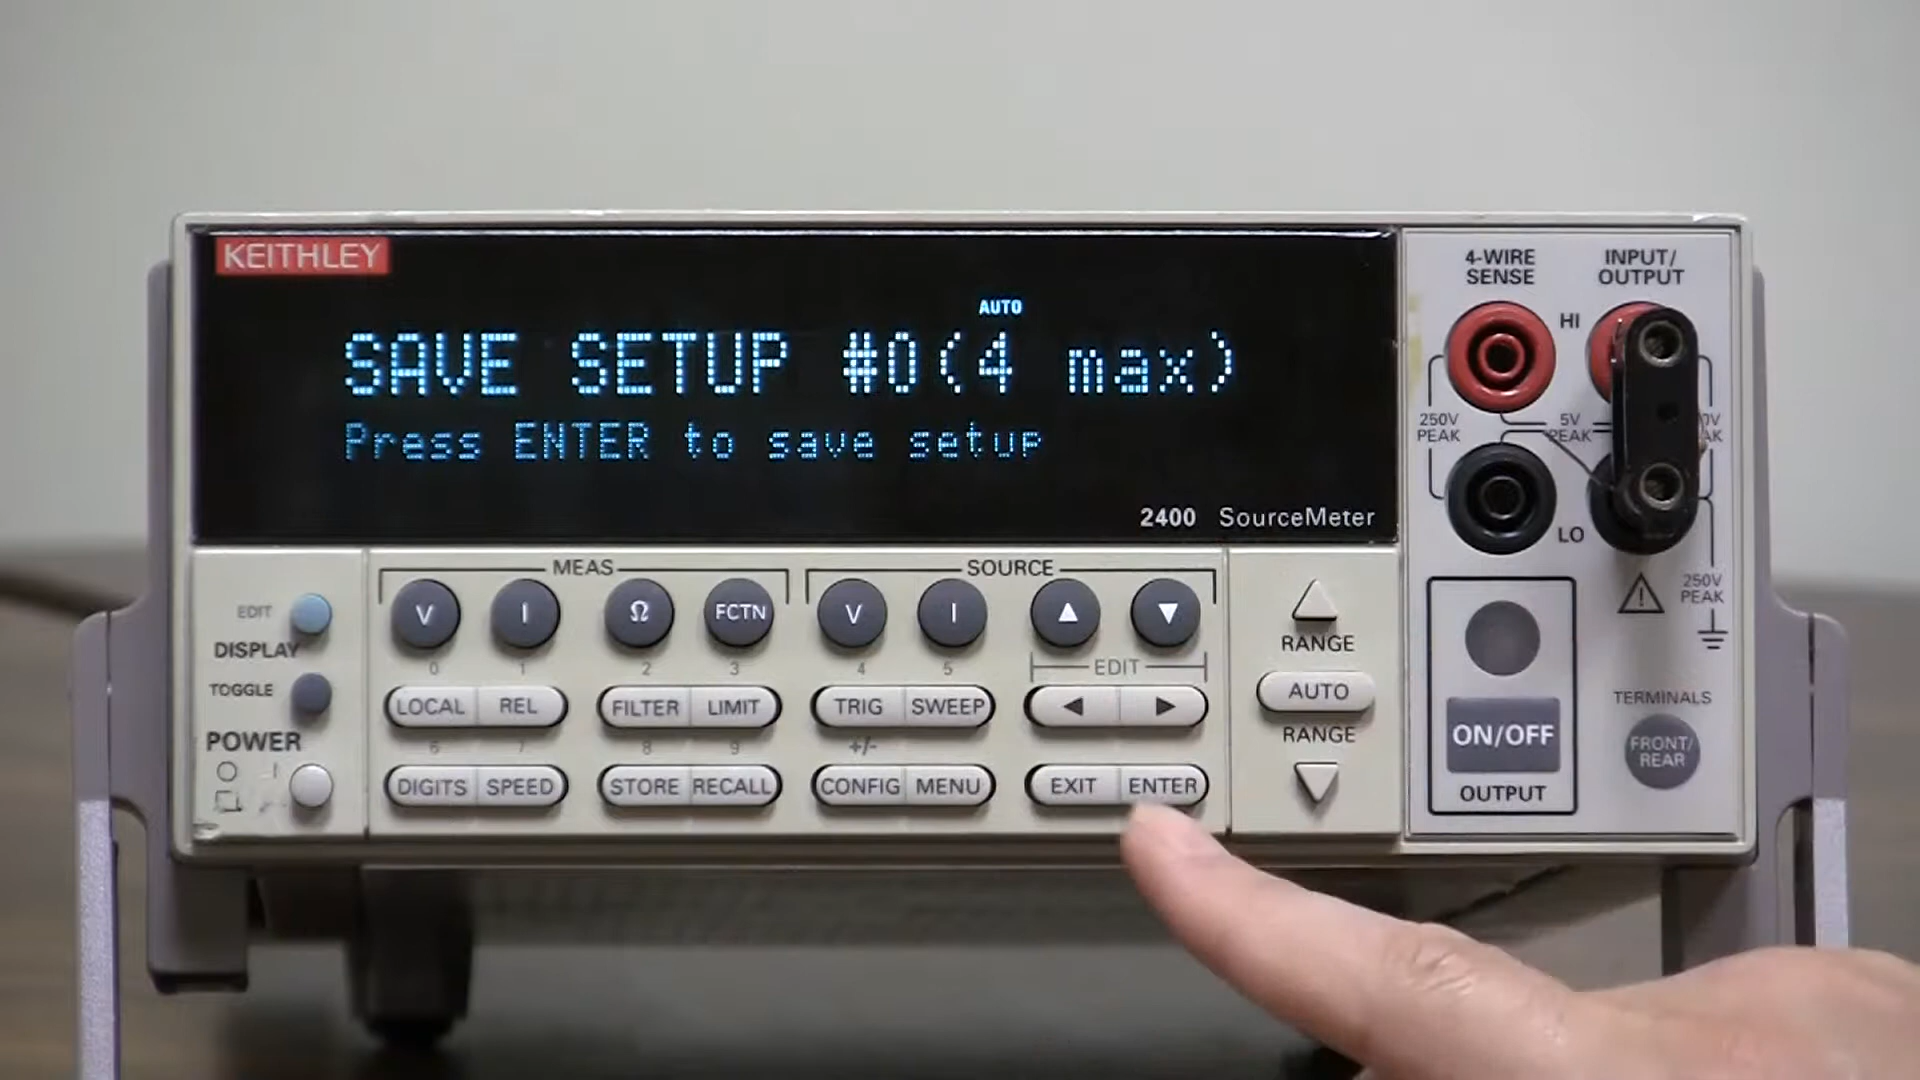 KEITHLEY
AUTO
SAVE SETUP #0(4 max)
Press ENTER to save setup
2400 SourceMeter
4-WIRE SENSE
INPUT/ OUTPUT
HI
250V PEAK
5V PEAK
LO
250V PEAK
MEAS
SOURCE
EDIT
DISPLAY
TOGGLE
POWER
V I Ω FCTN V I ▲ ▼
0 1 2 3 4 5 EDIT
LOCAL REL FILTER LIMIT TRIG SWEEP ◀ ▶
6 7 8 9 +/-
DIGITS SPEED STORE RECALL CONFIG MENU EXIT ENTER
RANGE
AUTO
RANGE
ON/OFF
OUTPUT
TERMINALS
FRONT/ REAR